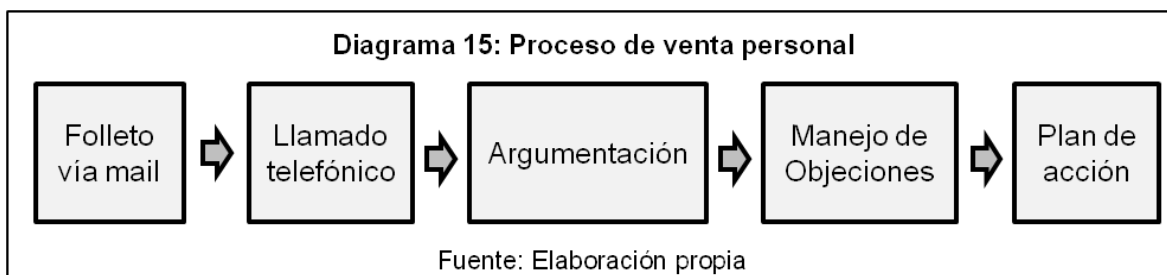 Diagrama 15: Proceso de venta personal
Folleto
vía mail
Llamado
telefónico
Argumentación
Manejo de
Objeciones
Plan de
acción
Fuente: Elaboración propia